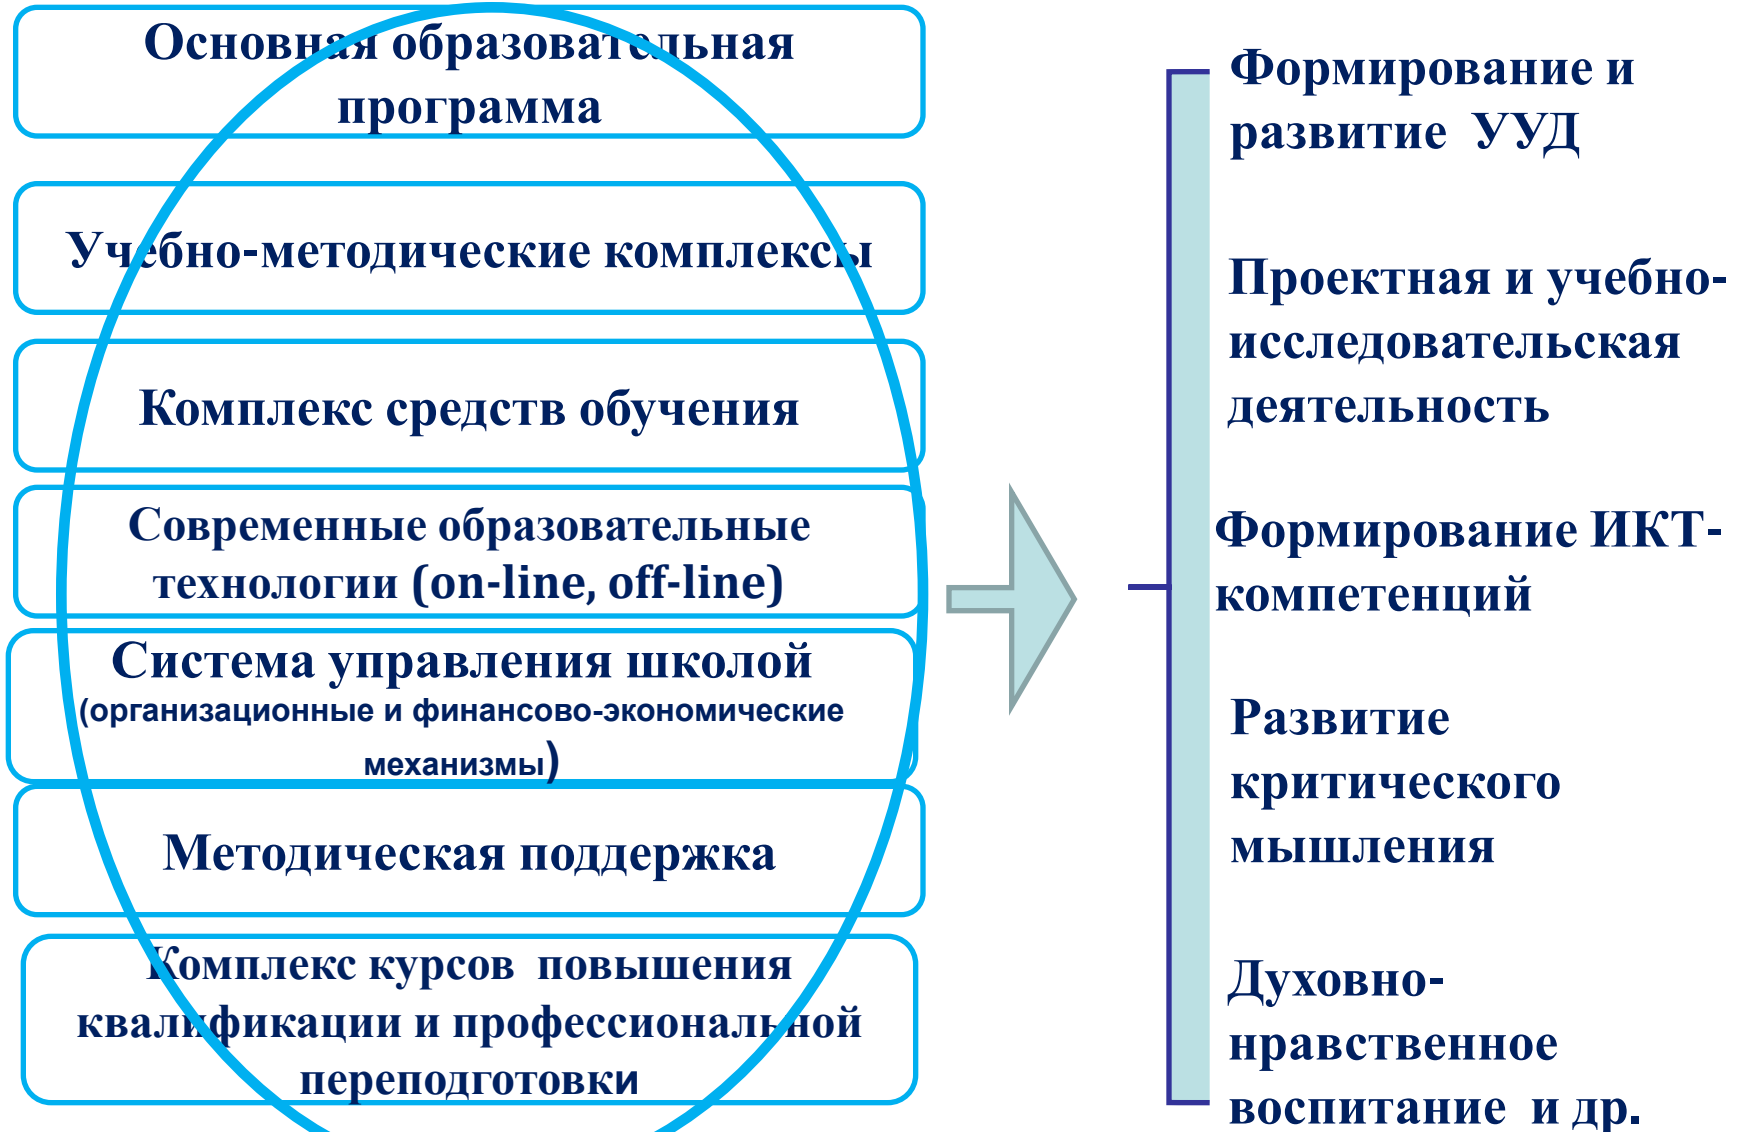 Основная образовательная
программа
Учебно-методические комплексы
Комплекс средств обучения
Современные образовательные
технологии (on-line, off-line)
Система управления школой
(организационные и финансово-экономические
механизмы)
Методическая поддержка
Комплекс курсов повышения
квалификации и профессиональной
переподготовки
Формирование и
развитие УУД
Проектная и учебно-
исследовательская
деятельность
Формирование ИКТ-
компетенций
Развитие
критического
мышления
Духовно-
нравственное
воспитание и др.